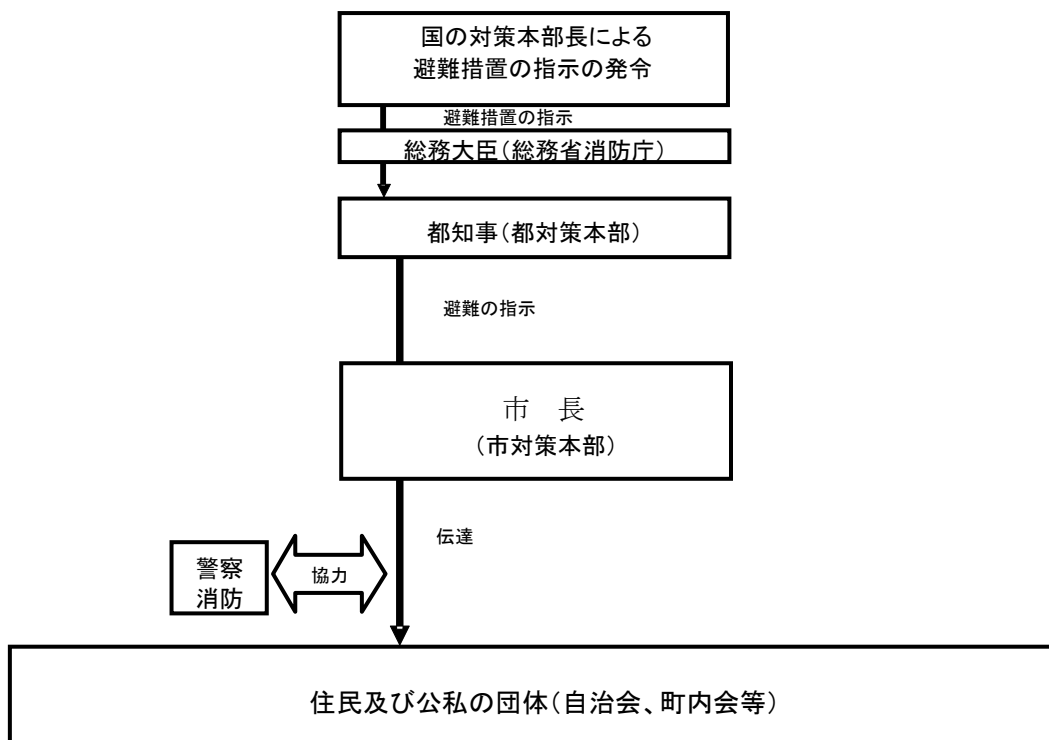 国の対策本部長による
避難措置の指示の発令
避難措置の指示
総務大臣(総務省消防庁)
都知事(都対策本部)
避難の指示
市　長
(市対策本部)
伝達
警察
消防
協力
住民及び公私の団体(自治会、町内会等)